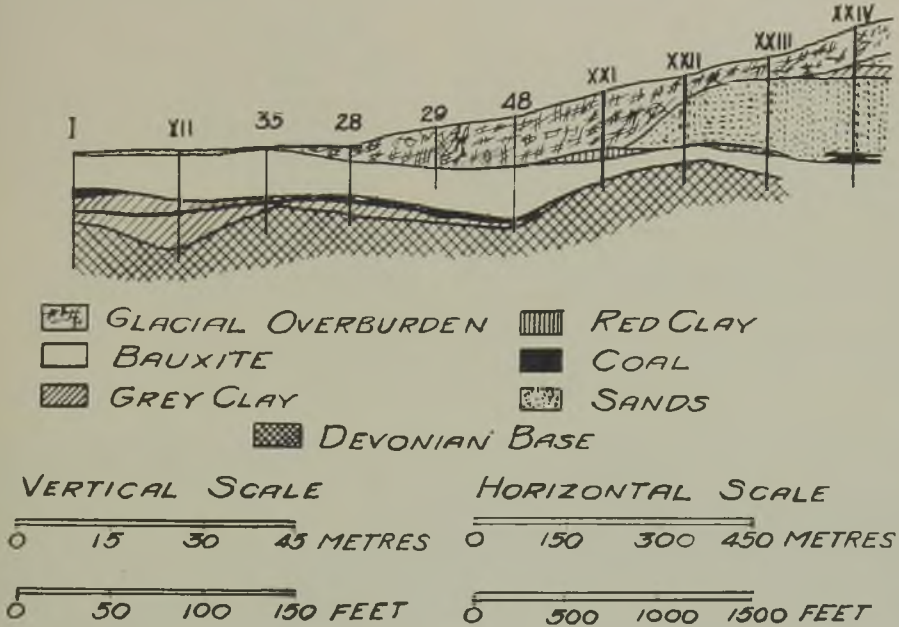 I XII 35 28 29 48 XXI XXII XXIII XXIV
GLACIAL OVERBURDEN RED CLAY
BAUXITE COAL
GREY CLAY SANDS
DEVONIAN BASE
VERTICAL SCALE HORIZONTAL SCALE
0 15 30 45 METRES 0 150 300 450 METRES
0 50 100 150 FEET 0 500 1000 1500 FEET